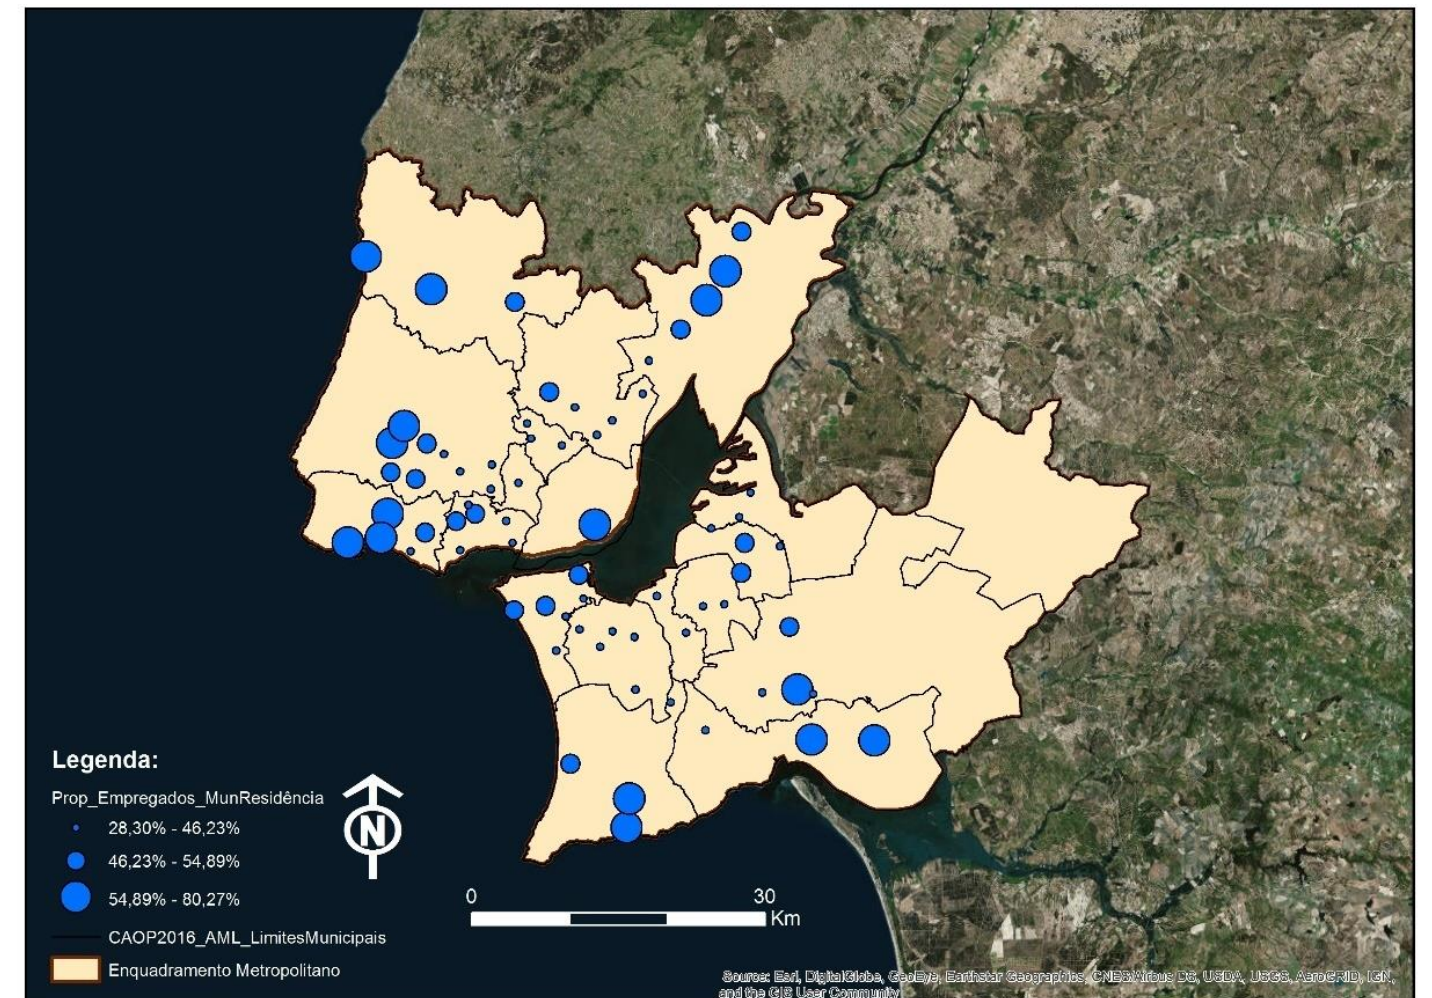 Legenda:
Prop_Empregados_MunResidência
28,30% - 46,23%
46,23% - 54,89%
54,89% - 80,27%
CAOP2016_AML_LimitesMunicipais
Enquadramento Metropolitano
N
0 30
Km
Source: Esri, DigitalGlobe, GeoEye, Earthstar Geographics, CNES/Airbus DS, USDA, USGS, AeroGRID, IGN,
and the GIS User Community